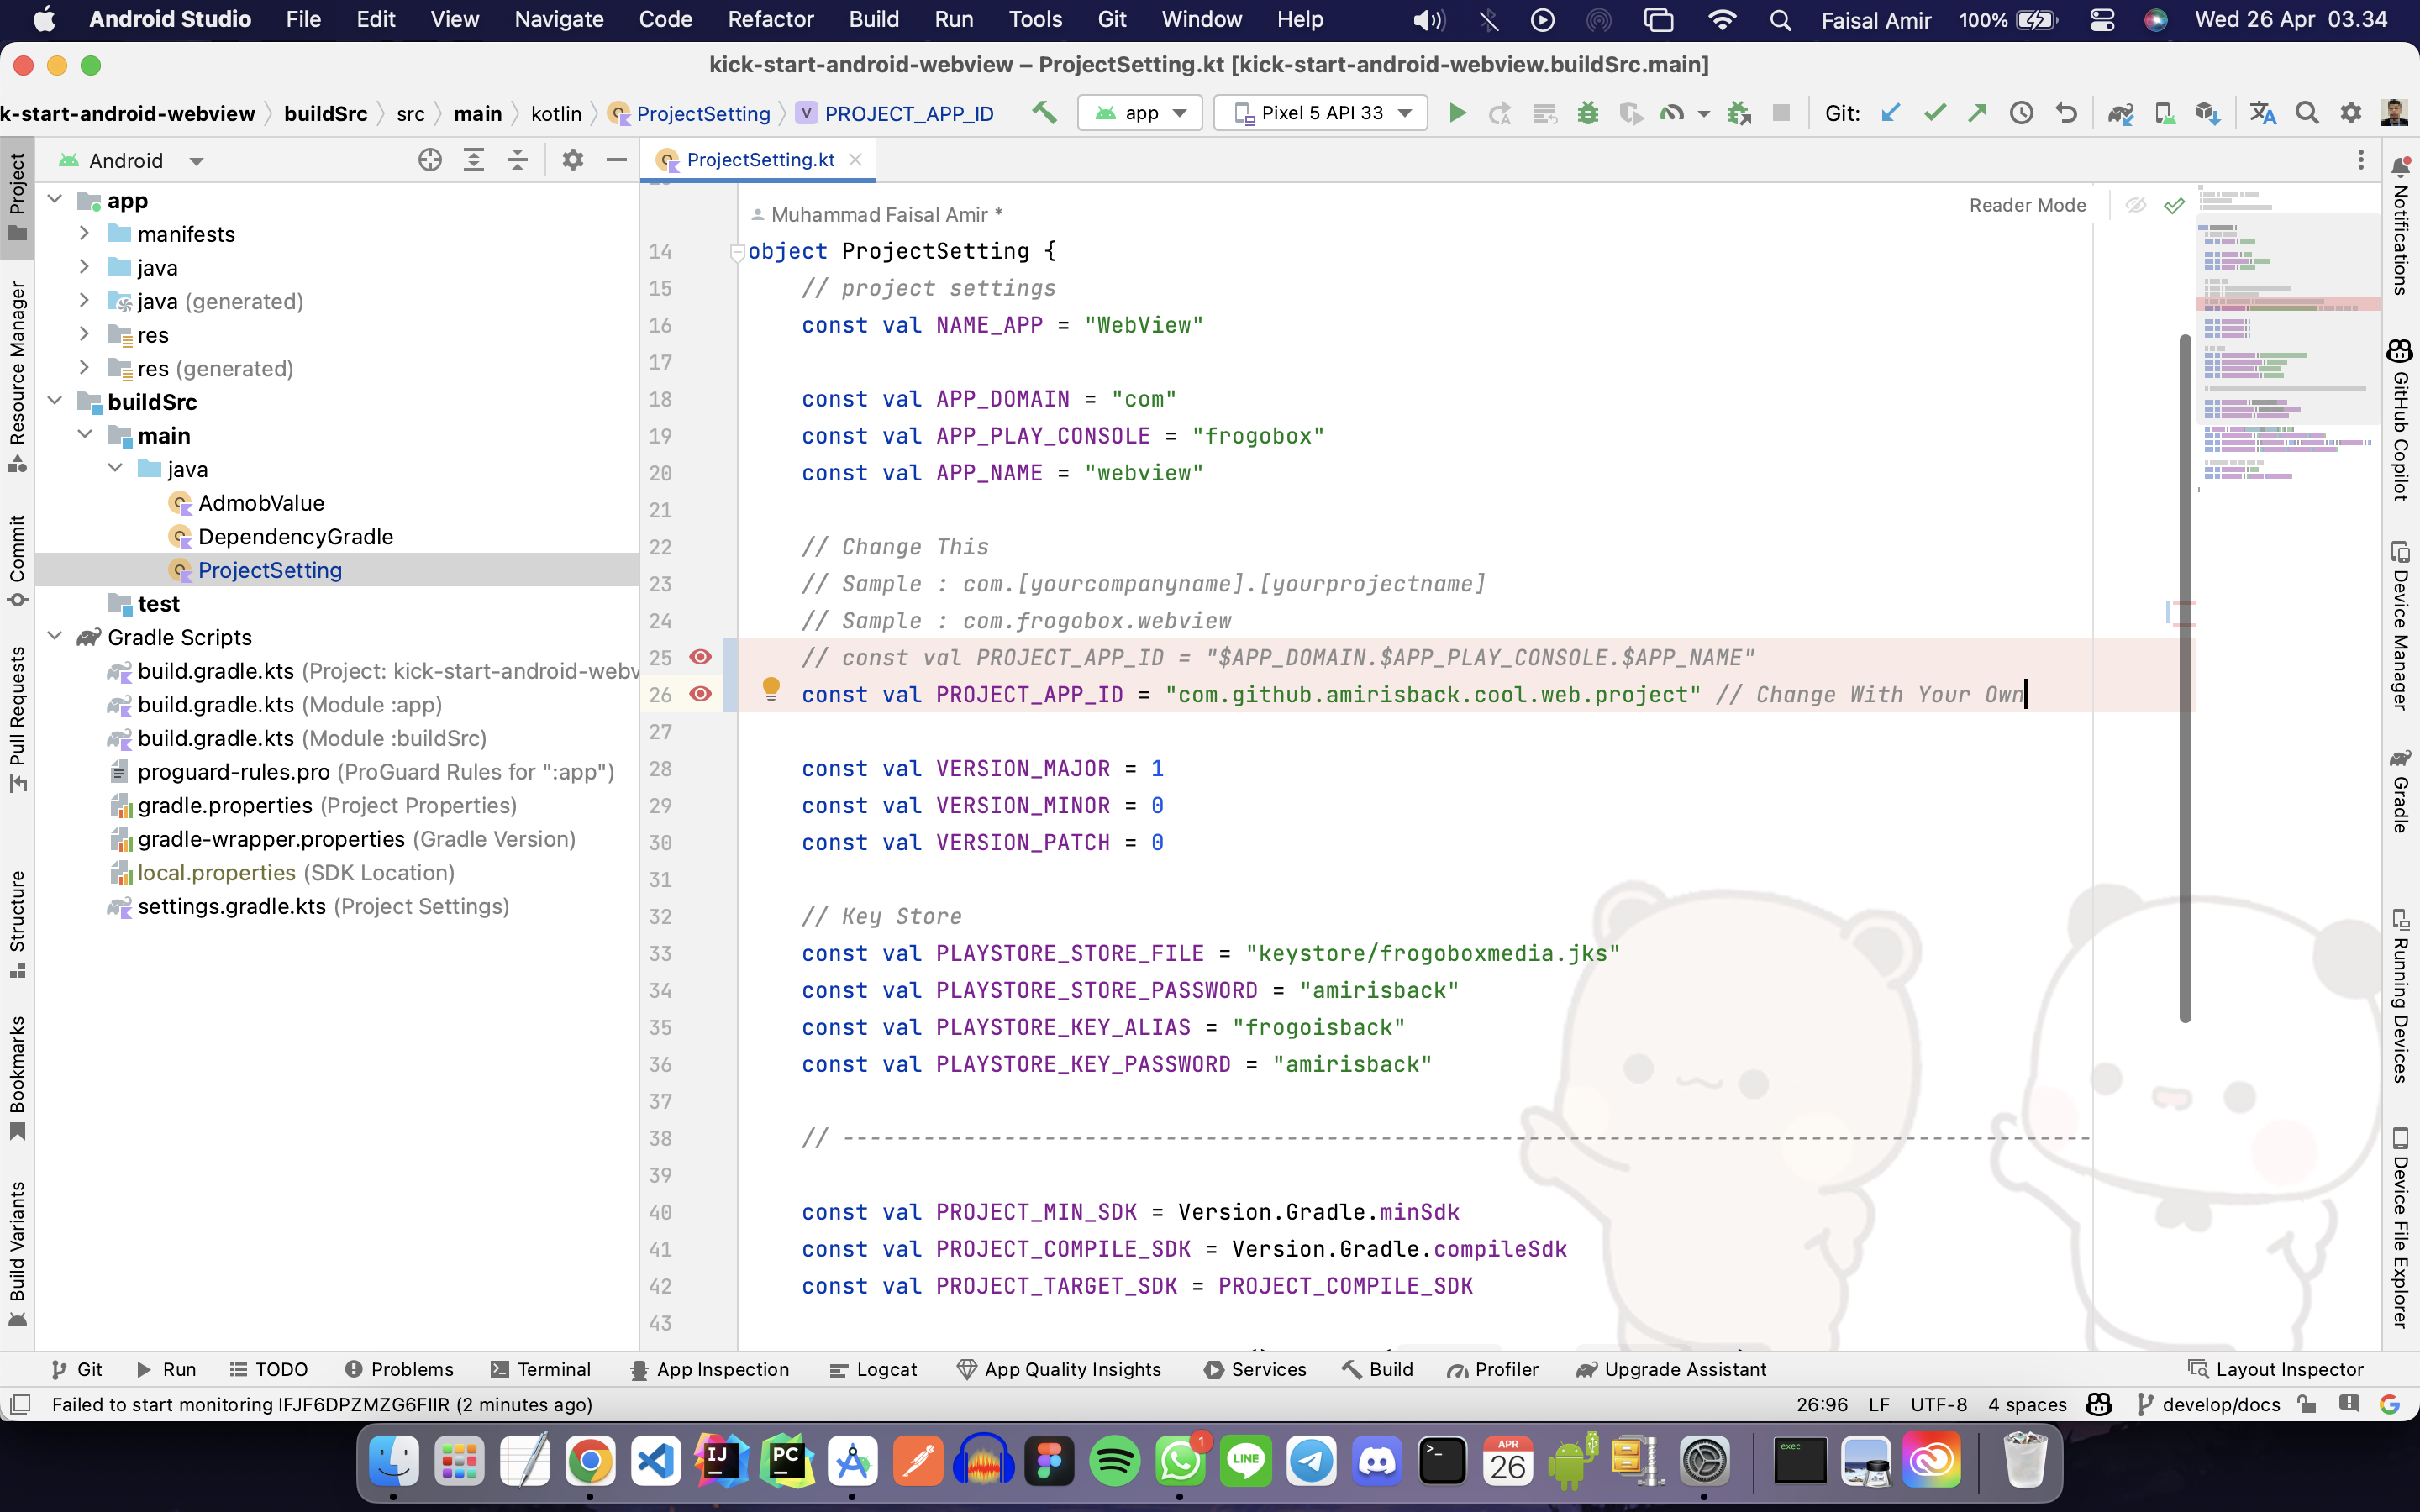 Android Studio File Edit View Navigate Code Refactor Build Run Tools Git Window Help Faisal Amir 100% Wed 26 Apr 03.34
kick-start-android-webview – ProjectSetting.kt [kick-start-android-webview.buildSrc.main]
k-start-android-webview buildSrc src main kotlin ProjectSetting V PROJECT_APP_ID app Pixel 5 API 33 Git:
Android
ProjectSetting.kt
Project
Resource Manager
Commit
Pull Requests
Structure
Bookmarks
Build Variants
app
manifests
java
java (generated)
res
res (generated)
buildSrc
main
java
AdmobValue
DependencyGradle
ProjectSetting
test
Gradle Scripts
build.gradle.kts (Project: kick-start-android-webv
build.gradle.kts (Module :app)
build.gradle.kts (Module :buildSrc)
proguard-rules.pro (ProGuard Rules for ":app")
gradle.properties (Project Properties)
gradle-wrapper.properties (Gradle Version)
local.properties (SDK Location)
settings.gradle.kts (Project Settings)
Muhammad Faisal Amir *
Reader Mode
14 object ProjectSetting {
15 // project settings
16 const val NAME_APP = "WebView"
17
18 const val APP_DOMAIN = "com"
19 const val APP_PLAY_CONSOLE = "frogobox"
20 const val APP_NAME = "webview"
21
22 // Change This
23 // Sample : com.[yourcompanyname].[yourprojectname]
24 // Sample : com.frogobox.webview
25 // const val PROJECT_APP_ID = "$APP_DOMAIN.$APP_PLAY_CONSOLE.$APP_NAME"
26 const val PROJECT_APP_ID = "com.github.amirisback.cool.web.project" // Change With Your Own
27
28 const val VERSION_MAJOR = 1
29 const val VERSION_MINOR = 0
30 const val VERSION_PATCH = 0
31
32 // Key Store
33 const val PLAYSTORE_STORE_FILE = "keystore/frogoboxmedia.jks"
34 const val PLAYSTORE_STORE_PASSWORD = "amirisback"
35 const val PLAYSTORE_KEY_ALIAS = "frogoisback"
36 const val PLAYSTORE_KEY_PASSWORD = "amirisback"
37
38 // ---------------------------------------------------------------------------------------------
39
40 const val PROJECT_MIN_SDK = Version.Gradle.minSdk
41 const val PROJECT_COMPILE_SDK = Version.Gradle.compileSdk
42 const val PROJECT_TARGET_SDK = PROJECT_COMPILE_SDK
43
Notifications
GitHub Copilot
Device Manager
Gradle
Running Devices
Device File Explorer
Git Run TODO Problems Terminal App Inspection Logcat App Quality Insights Services Build Profiler Upgrade Assistant Layout Inspector
Failed to start monitoring IFJF6DPZMZG6FIIR (2 minutes ago) 26:96 LF UTF-8 4 spaces develop/docs
IJ PC 1 LINE >_ APR 26 exec